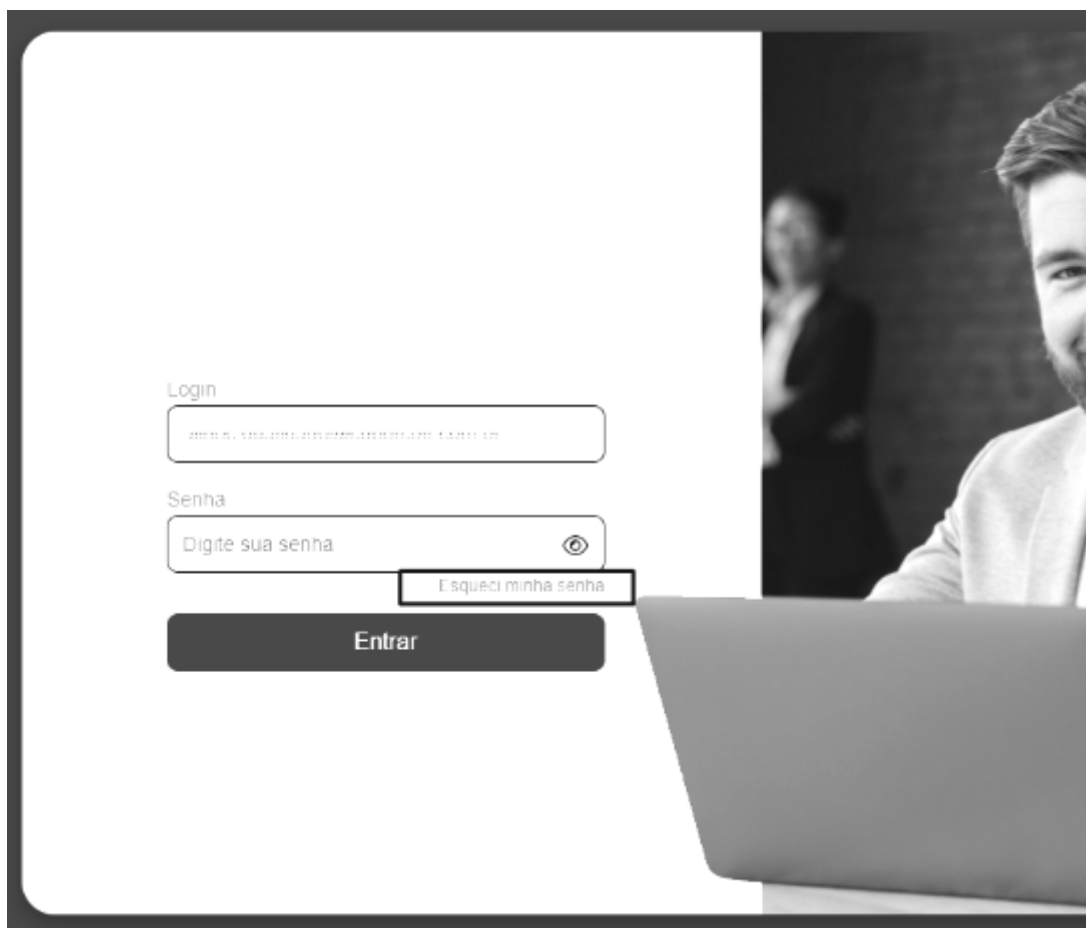 Login
Senha
Digite sua senha
Esqueci minha senha
Entrar